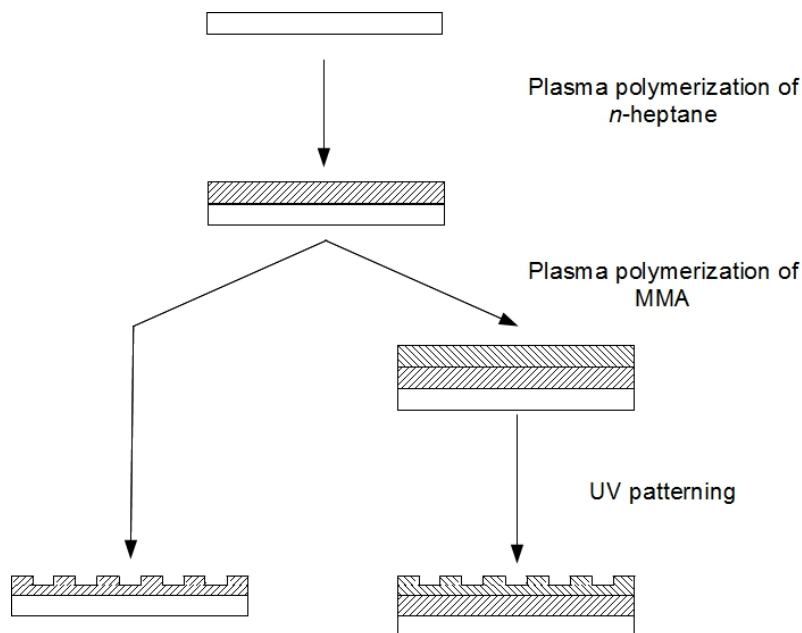 Plasma polymerization of
n-heptane
Plasma polymerization of
MMA
UV patterning